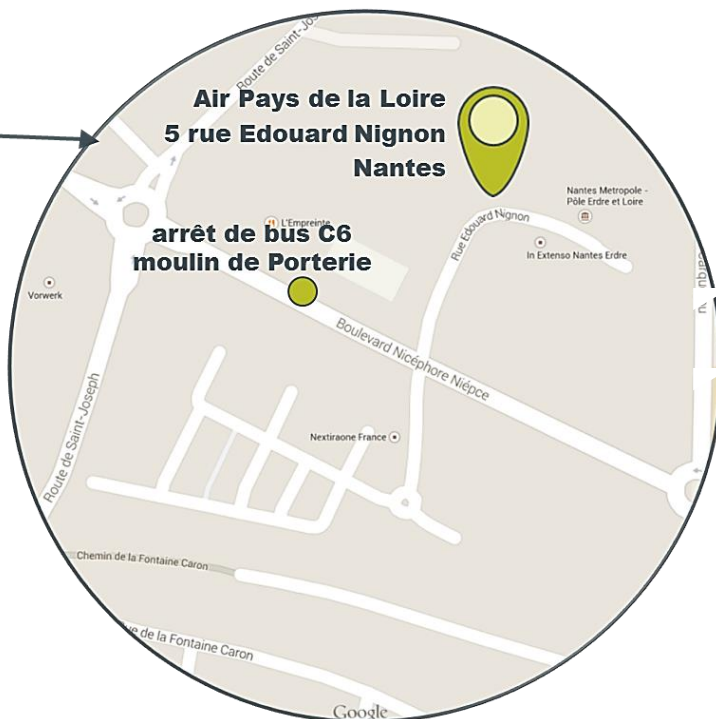 Route de Saint-Jos
Air Pays de la Loire
5 rue Edouard Nignon
Nantes
Nantes Metropole -
Pôle Erdre et Loire
Rue Edouard Nignon
L'Empreinte
In Extenso Nantes Erdre
arrêt de bus C6
moulin de Porterie
Vorwerk
Boulevard Nicéphore Niépce
Route de Saint-Joseph
Nextiraone France
Chemin de la Fontaine Caron
ue de la Fontaine Caron
Google